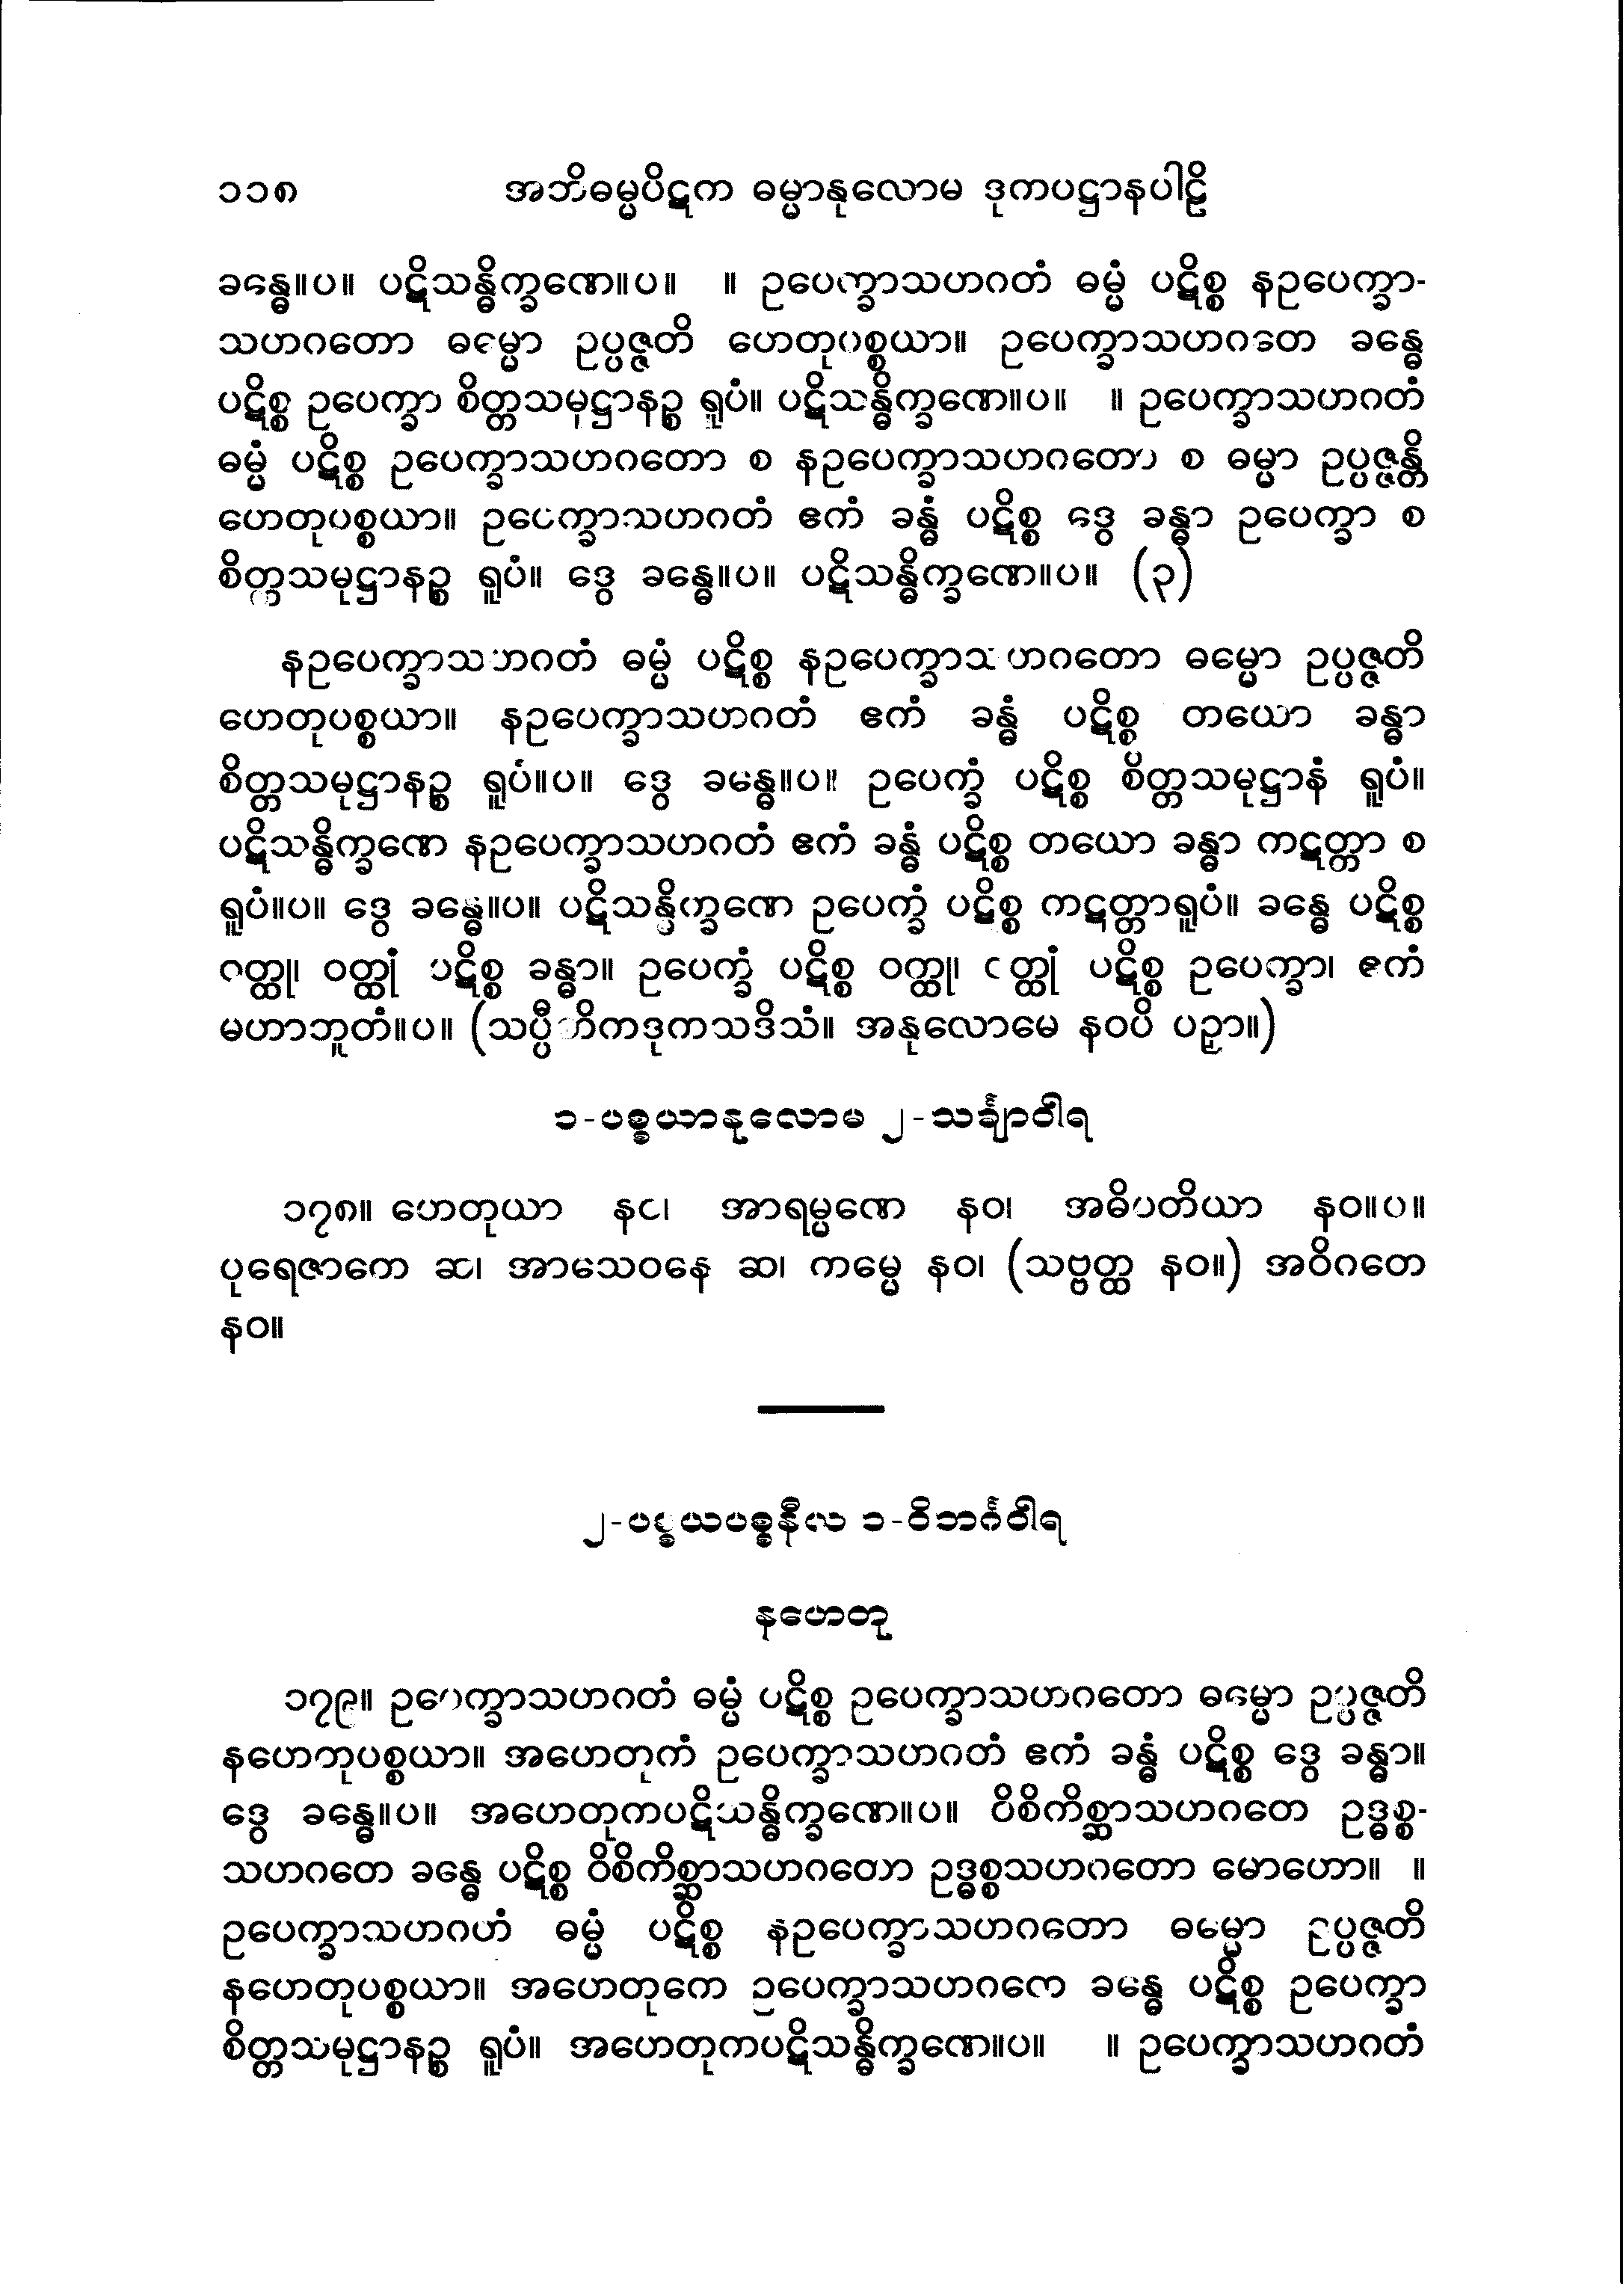 ၁၁၈ အဘိဓမ္မပိဋက ဓမ္မာနုလောမ ဒုကပဋ္ဌာနပါဠိ
ခန္ဓေ။ပ။ ပဋိသန္ဓိက္ခဏေ။ပ။ ။ ဥပေက္ခာသဟဂတံ ဓမ္မံ ပဋိစ္စ နဥပေက္ခာ-
သဟဂတော ဓမ္မော ဥပ္ပဇ္ဇတိ ဟေတုပစ္စယာ။ ဥပေက္ခာသဟဂတေ ခန္ဓေ
ပဋိစ္စ ဥပေက္ခာ စိတ္တသမုဋ္ဌာနဉ္စ ရူပံ။ ပဋိသန္ဓိက္ခဏေ။ပ။ ။ ဥပေက္ခာသဟဂတံ
ဓမ္မံ ပဋိစ္စ ဥပေက္ခာသဟဂတော စ နဥပေက္ခာသဟဂတော စ ဓမ္မာ ဥပ္ပဇ္ဇန္တိ
ဟေတုပစ္စယာ။ ဥပေက္ခာသဟဂတံ ဧကံ ခန္ဓံ ပဋိစ္စ ဒွေ ခန္ဓာ ဥပေက္ခာ စ
စိတ္တသမုဋ္ဌာနဉ္စ ရူပံ။ ဒွေ ခန္ဓေ။ပ။ ပဋိသန္ဓိက္ခဏေ။ပ။ (၃)
နဥပေက္ခာသဟဂတံ ဓမ္မံ ပဋိစ္စ နဥပေက္ခာသဟဂတော ဓမ္မော ဥပ္ပဇ္ဇတိ
ဟေတုပစ္စယာ။ နဥပေက္ခာသဟဂတံ ဧကံ ခန္ဓံ ပဋိစ္စ တယော ခန္ဓာ
စိတ္တသမုဋ္ဌာနဉ္စ ရူပံ။ပ။ ဒွေ ခန္ဓေ။ပ။ ဥပေက္ခံ ပဋိစ္စ စိတ္တသမုဋ္ဌာနံ ရူပံ။
ပဋိသန္ဓိက္ခဏေ နဥပေက္ခာသဟဂတံ ဧကံ ခန္ဓံ ပဋိစ္စ တယော ခန္ဓာ ကဋတ္တာ စ
ရူပံ။ပ။ ဒွေ ခန္ဓေ။ပ။ ပဋိသန္ဓိက္ခဏေ ဥပေက္ခံ ပဋိစ္စ ကဋတ္တာရူပံ။ ခန္ဓေ ပဋိစ္စ
ဝတ္ထု၊ ဝတ္ထုံ ပဋိစ္စ ခန္ဓာ။ ဥပေက္ခံ ပဋိစ္စ ဝတ္ထု၊ ဝတ္ထုံ ပဋိစ္စ ဥပေက္ခာ၊ ဧကံ
မဟာဘူတံ။ပ။ (သပ္ပီတိကဒုကသဒိသံ။ အနုလောမေ နဝပိ ပဉှာ။)
၁-ပစ္စယာနုလောမ ၂-သင်္ချာဝါရ
၁၇၈။ ဟေတုယာ နဝ၊ အာရမ္မဏေ နဝ၊ အဓိပတိယာ နဝ။ပ။
ပုရေဇာတေ ဆ၊ အာသေဝနေ ဆ၊ ကမ္မေ နဝ၊ (သဗ္ဗတ္ထ နဝ။) အဝိဂတေ
နဝ။
၂-ပစ္စယပစ္စနီယ ၁-ဝိဘင်္ဂဝါရ
နဟေတု
၁၇၉။ ဥပေက္ခာသဟဂတံ ဓမ္မံ ပဋိစ္စ ဥပေက္ခာသဟဂတော ဓမ္မော ဥပ္ပဇ္ဇတိ
နဟေတုပစ္စယာ။ အဟေတုကံ ဥပေက္ခာသဟဂတံ ဧကံ ခန္ဓံ ပဋိစ္စ ဒွေ ခန္ဓာ။
ဒွေ ခန္ဓေ။ပ။ အဟေတုကပဋိသန္ဓိက္ခဏေ။ပ။ ဝိစိကိစ္ဆာသဟဂတေ ဥဒ္ဓစ္စ-
သဟဂတေ ခန္ဓေ ပဋိစ္စ ဝိစိကိစ္ဆာသဟဂတော ဥဒ္ဓစ္စသဟဂတော မောဟော။ ။
ဥပေက္ခာသဟဂတံ ဓမ္မံ ပဋိစ္စ နဥပေက္ခာသဟဂတော ဓမ္မော ဥပ္ပဇ္ဇတိ
နဟေတုပစ္စယာ။ အဟေတုကေ ဥပေက္ခာသဟဂတေ ခန္ဓေ ပဋိစ္စ ဥပေက္ခာ
စိတ္တသမုဋ္ဌာနဉ္စ ရူပံ။ အဟေတုကပဋိသန္ဓိက္ခဏေ။ပ။ ။ ဥပေက္ခာသဟဂတံ